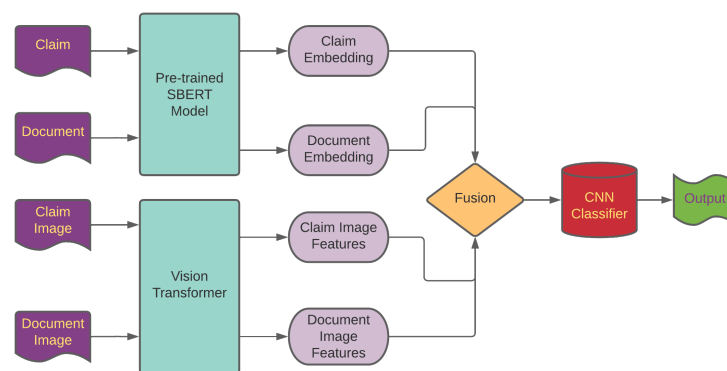 Claim
Pre-trained
SBERT
Model
Claim
Embedding
Document
Document
Embedding
Fusion
CNN
Classifier
Output
Claim
Image
Vision
Transformer
Claim Image
Features
Document
Image
Document
Image
Features